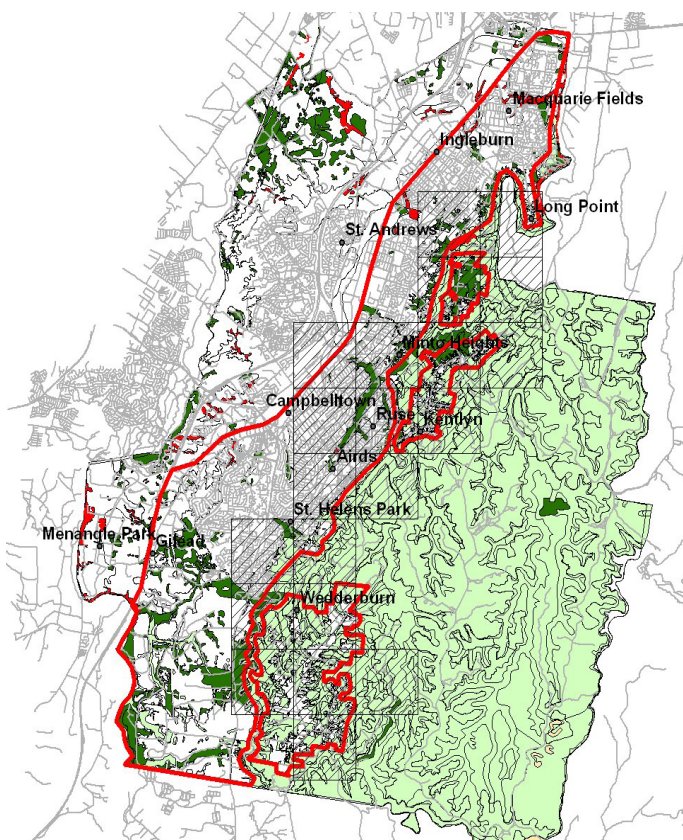 Macquarie Fields
Ingleburn
Long Point
St. Andrews
Minto Heights
Campbelltown
Ruse
Kentlyn
Airds
St. Helens Park
Menangle Park
Gilead
Wedderburn